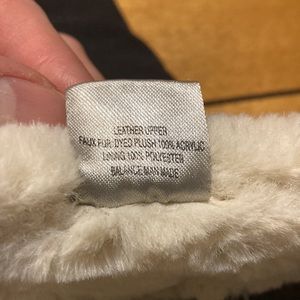 LEATHER UPPER
FAUX FUR: DYED PLUSH 100% ACRYLIC
LINING 100% POLYESTER
BALANCE MAN MADE